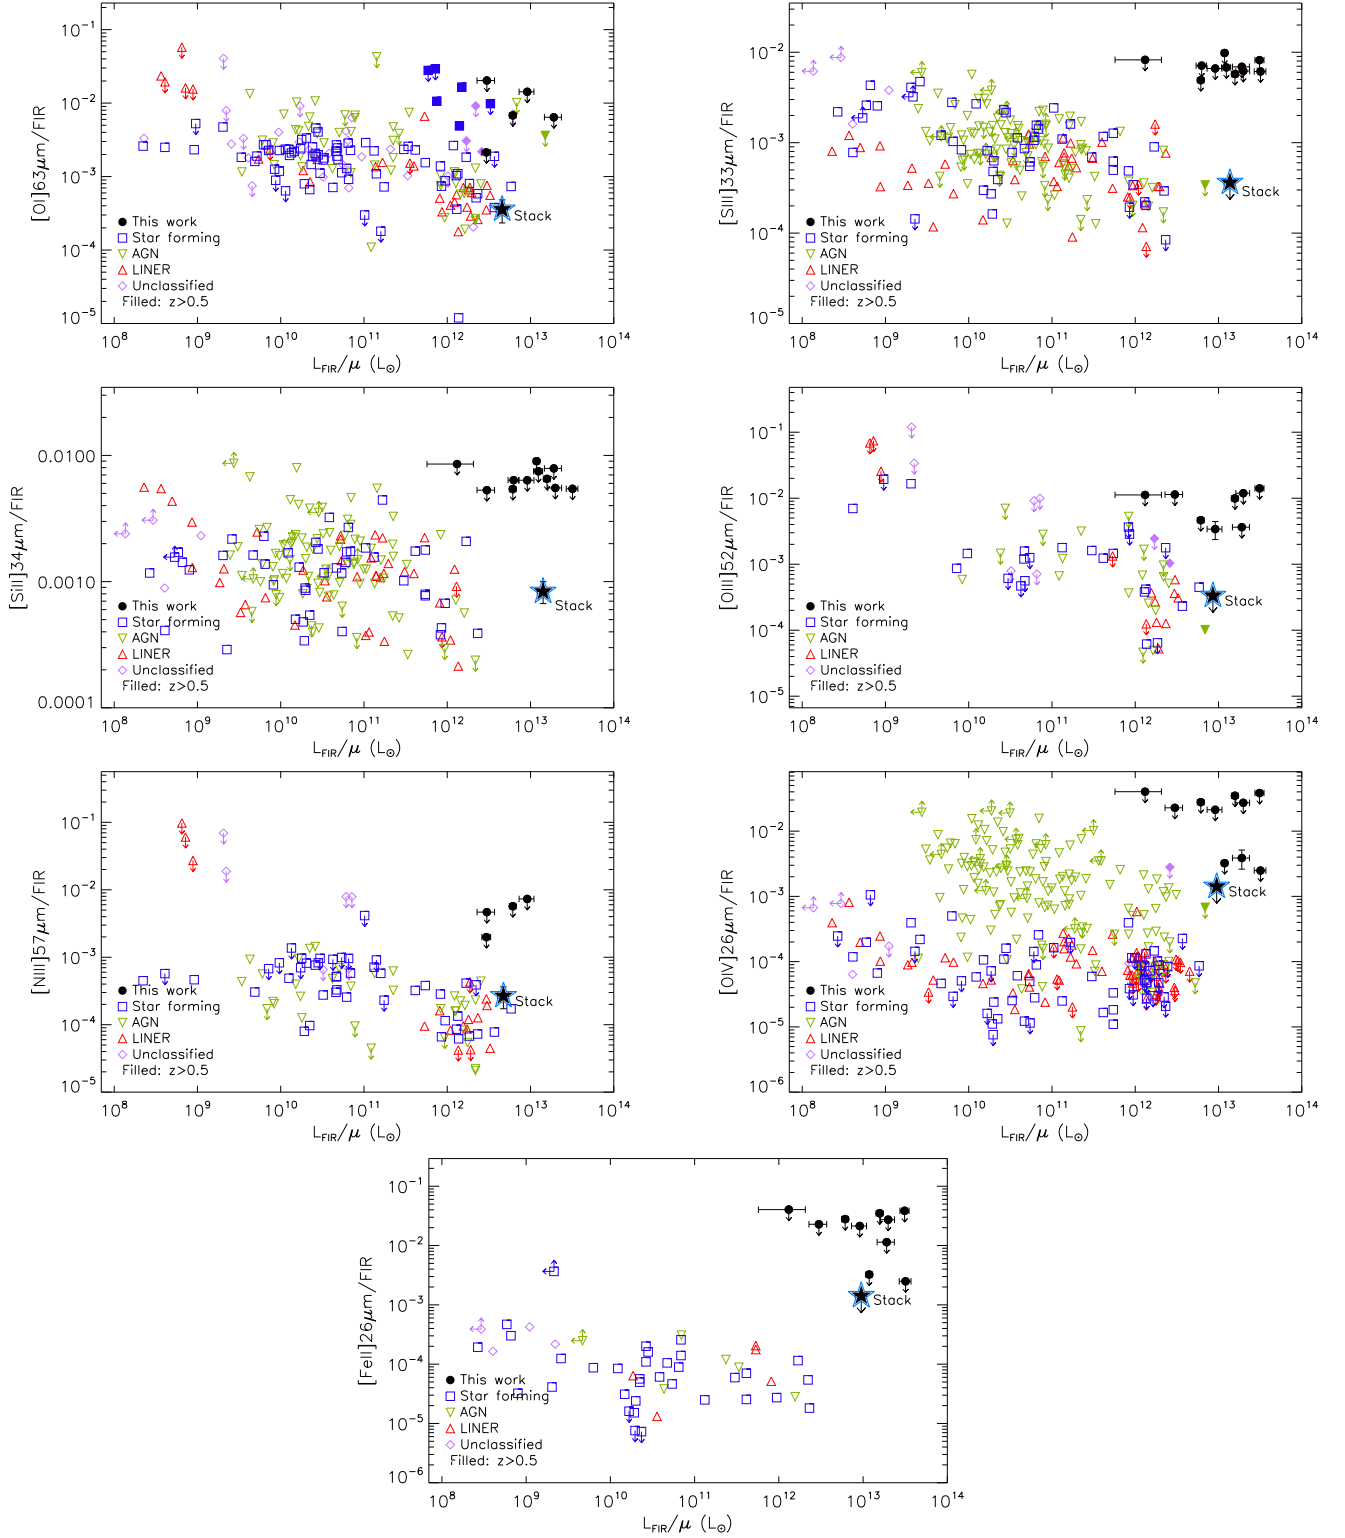 [OI]63μm/FIR
10⁻¹
10⁻²
10⁻³
10⁻⁴
10⁻⁵
This work
Star forming
AGN
LINER
Unclassified
Filled: z>0.5
Stack
10⁸ 10⁹ 10¹⁰ 10¹¹ 10¹² 10¹³ 10¹⁴
L_FIR/μ (L_⊙)
[SIII]33μm/FIR
10⁻²
10⁻³
10⁻⁴
10⁻⁵
This work
Star forming
AGN
LINER
Unclassified
Filled: z>0.5
Stack
10⁸ 10⁹ 10¹⁰ 10¹¹ 10¹² 10¹³ 10¹⁴
L_FIR/μ (L_⊙)
[SiII]34μm/FIR
0.0100
0.0010
0.0001
This work
Star forming
AGN
LINER
Unclassified
Filled: z>0.5
Stack
10⁸ 10⁹ 10¹⁰ 10¹¹ 10¹² 10¹³ 10¹⁴
L_FIR/μ (L_⊙)
[OIII]52μm/FIR
10⁻¹
10⁻²
10⁻³
10⁻⁴
10⁻⁵
This work
Star forming
AGN
LINER
Unclassified
Filled: z>0.5
Stack
10⁸ 10⁹ 10¹⁰ 10¹¹ 10¹² 10¹³ 10¹⁴
L_FIR/μ (L_⊙)
[NIII]57μm/FIR
10⁻¹
10⁻²
10⁻³
10⁻⁴
10⁻⁵
This work
Star forming
AGN
LINER
Unclassified
Filled: z>0.5
Stack
10⁸ 10⁹ 10¹⁰ 10¹¹ 10¹² 10¹³ 10¹⁴
L_FIR/μ (L_⊙)
[OIV]26μm/FIR
10⁻²
10⁻³
10⁻⁴
10⁻⁵
10⁻⁶
This work
Star forming
AGN
LINER
Unclassified
Filled: z>0.5
Stack
10⁸ 10⁹ 10¹⁰ 10¹¹ 10¹² 10¹³ 10¹⁴
L_FIR/μ (L_⊙)
[FeII]26μm/FIR
10⁻¹
10⁻²
10⁻³
10⁻⁴
10⁻⁵
10⁻⁶
This work
Star forming
AGN
LINER
Unclassified
Filled: z>0.5
Stack
10⁸ 10⁹ 10¹⁰ 10¹¹ 10¹² 10¹³ 10¹⁴
L_FIR/μ (L_⊙)